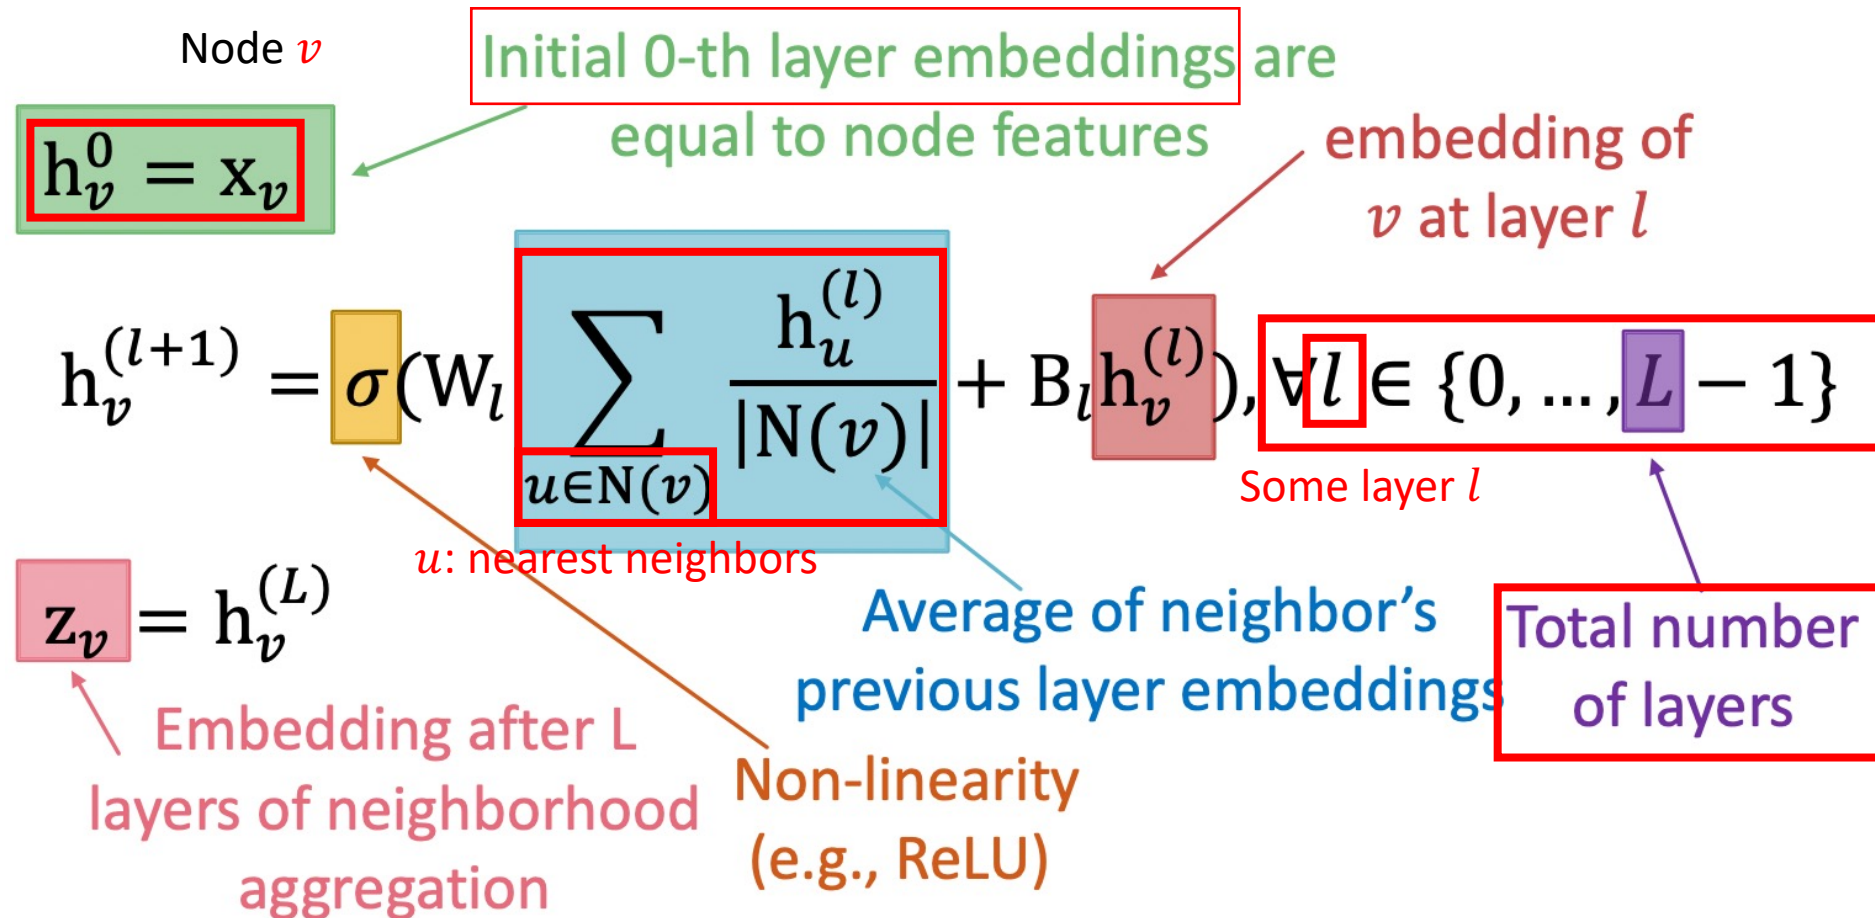 Node 𝑣
Initial 0-th layer embeddings are
equal to node features
h_𝑣^0 = x_𝑣
embedding of
𝑣 at layer 𝑙
h_𝑣^(𝑙+1) = 𝜎(W_𝑙 ∑_{𝑢∈N(𝑣)} h_𝑢^(𝑙) / |N(𝑣)| + B_𝑙 h_𝑣^(𝑙)), ∀𝑙 ∈ {0, …, 𝐿 − 1}
Some layer 𝑙
𝑢: nearest neighbors
z_𝑣 = h_𝑣^(𝐿)
Average of neighbor’s
previous layer embeddings
Total number
of layers
Embedding after L
layers of neighborhood
aggregation
Non-linearity
(e.g., ReLU)